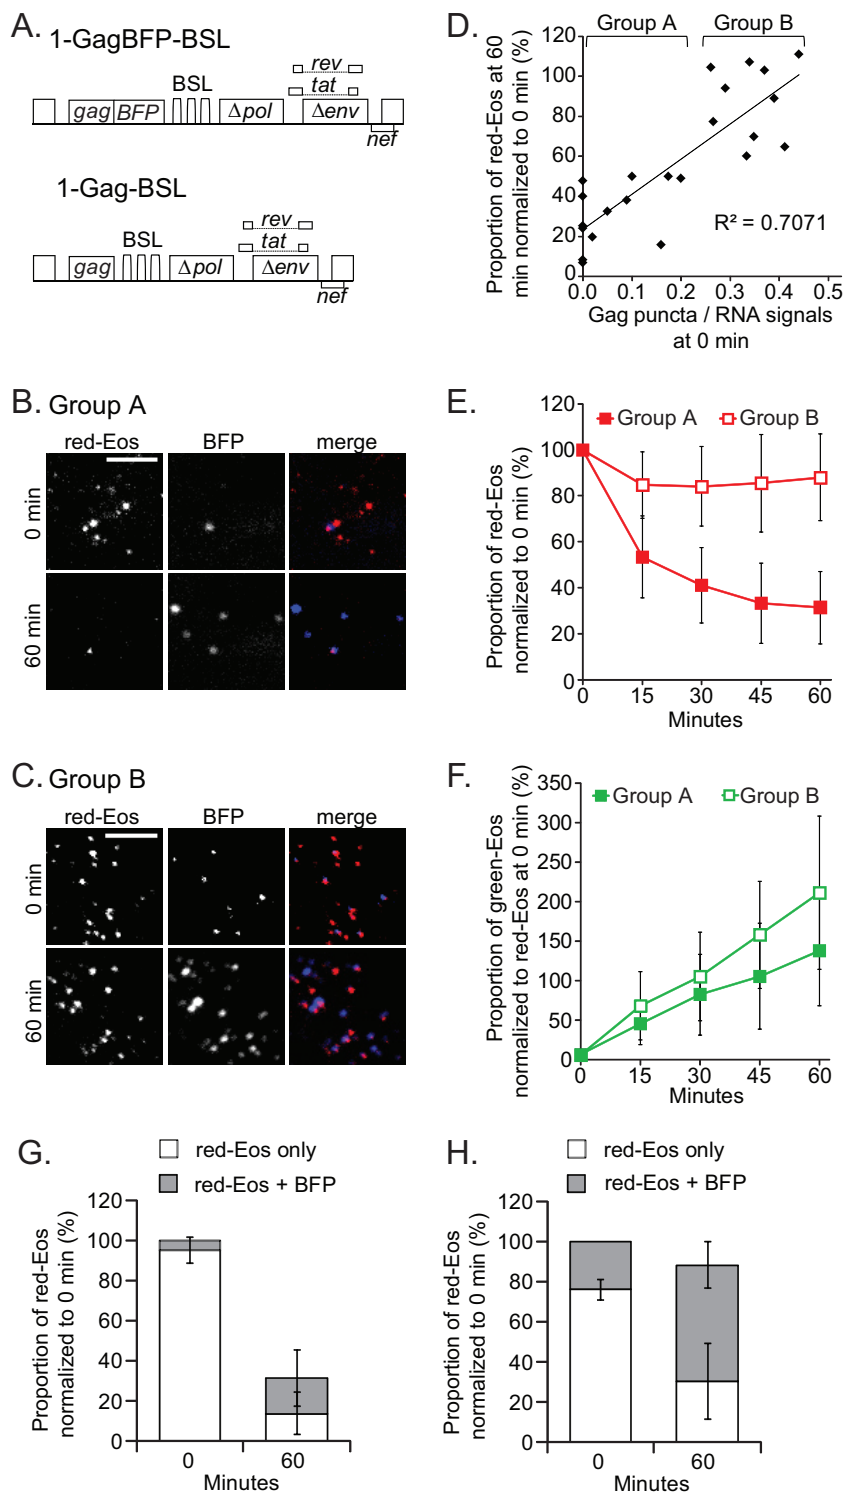 A.
1-GagBFP-BSL
rev
tat
BSL
gag BFP Δpol Δenv
nef
1-Gag-BSL
rev
tat
BSL
gag Δpol Δenv
nef
B. Group A
red-Eos BFP merge
0 min
60 min
C. Group B
red-Eos BFP merge
0 min
60 min
D.
Group A Group B
Proportion of red-Eos at 60
min normalized to 0 min (%)
120
100
80
60
40
20
0
R² = 0.7071
0.0 0.1 0.2 0.3 0.4 0.5
Gag puncta / RNA signals
at 0 min
E.
Group A Group B
Proportion of red-Eos
normalized to 0 min (%)
120
100
80
60
40
20
0
0 15 30 45 60
Minutes
F.
Group A Group B
Proportion of green-Eos
normalized to red-Eos at 0 min (%)
350
300
250
200
150
100
50
0
0 15 30 45 60
Minutes
G.
red-Eos only
red-Eos + BFP
Proportion of red-Eos
normalized to 0 min (%)
120
100
80
60
40
20
0
0 60
Minutes
H.
red-Eos only
red-Eos + BFP
Proportion of red-Eos
normalized to 0 min (%)
120
100
80
60
40
20
0
0 60
Minutes